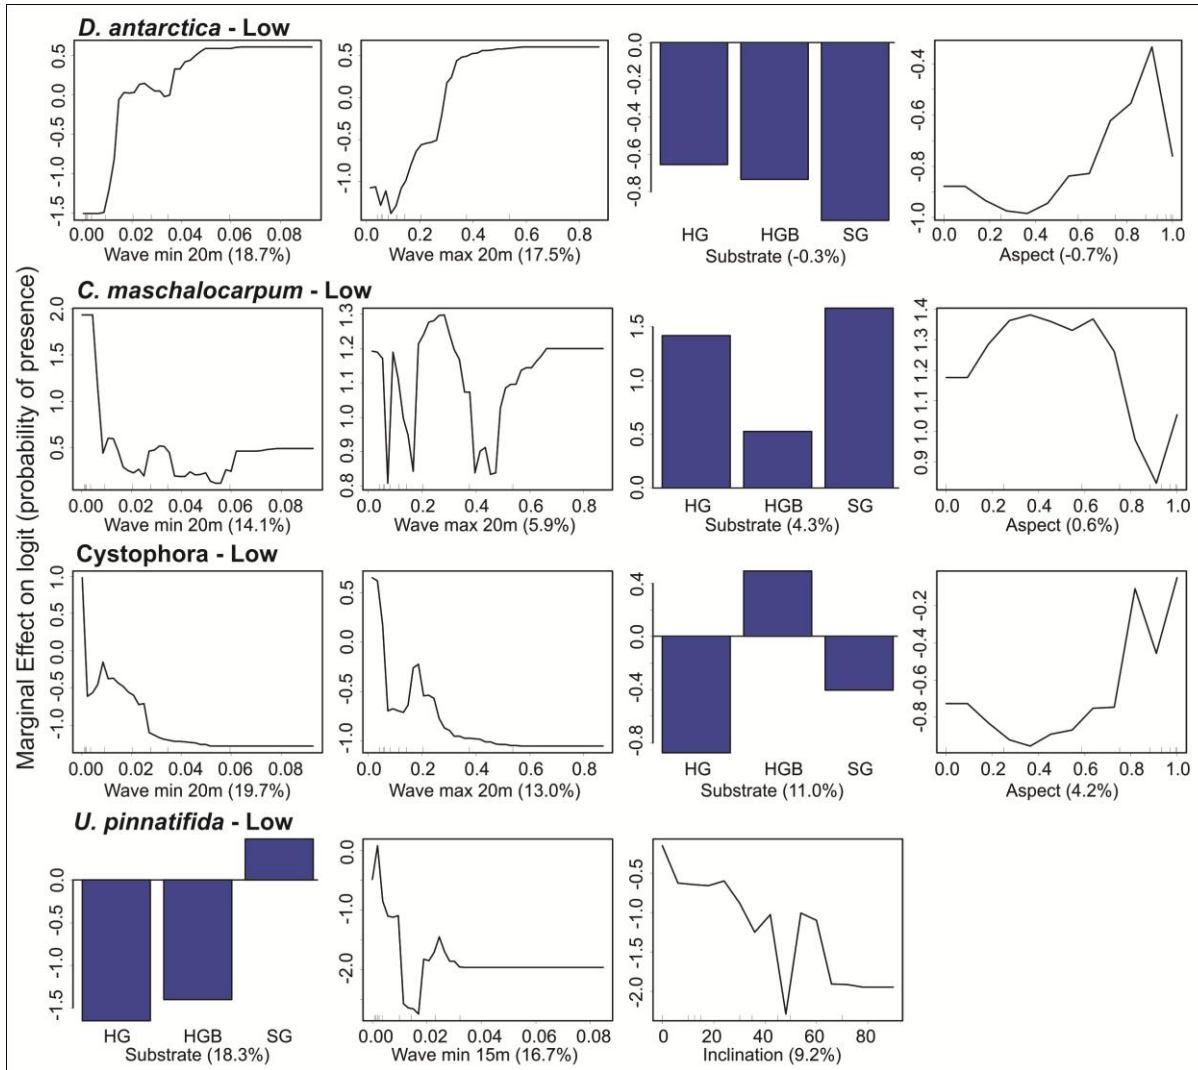 D. antarctica - Low
0.5
0.0
-0.5
-1.0
-1.5
0.00 0.02 0.04 0.06 0.08
Wave min 20m (18.7%)
0.5
0.0
-0.5
-1.0
0.0 0.2 0.4 0.6 0.8
Wave max 20m (17.5%)
0.0
-0.2
-0.4
-0.6
-0.8
HG HGB SG
Substrate (-0.3%)
-0.4
-0.6
-0.8
-1.0
0.0 0.2 0.4 0.6 0.8 1.0
Aspect (-0.7%)
Marginal Effect on logit (probability of presence)
C. maschalocarpum - Low
2.0
1.5
1.0
0.5
0.00 0.02 0.04 0.06 0.08
Wave min 20m (14.1%)
1.3
1.2
1.1
1.0
0.9
0.8
0.0 0.2 0.4 0.6 0.8
Wave max 20m (5.9%)
1.5
1.0
0.5
0.0
HG HGB SG
Substrate (4.3%)
1.4
1.3
1.2
1.1
1.0
0.9
0.0 0.2 0.4 0.6 0.8 1.0
Aspect (0.6%)
Cystophora - Low
1.0
0.5
0.0
-0.5
-1.0
0.00 0.02 0.04 0.06 0.08
Wave min 20m (19.7%)
0.5
0.0
-0.5
-1.0
0.0 0.2 0.4 0.6 0.8
Wave max 20m (13.0%)
0.4
0.0
-0.4
-0.8
HG HGB SG
Substrate (11.0%)
-0.2
-0.4
-0.6
-0.8
0.0 0.2 0.4 0.6 0.8 1.0
Aspect (4.2%)
U. pinnatifida - Low
0.0
-0.5
-1.0
-1.5
HG HGB SG
Substrate (18.3%)
0.0
-1.0
-2.0
0.00 0.02 0.04 0.06 0.08
Wave min 15m (16.7%)
-0.5
-1.0
-1.5
-2.0
0 20 40 60 80
Inclination (9.2%)